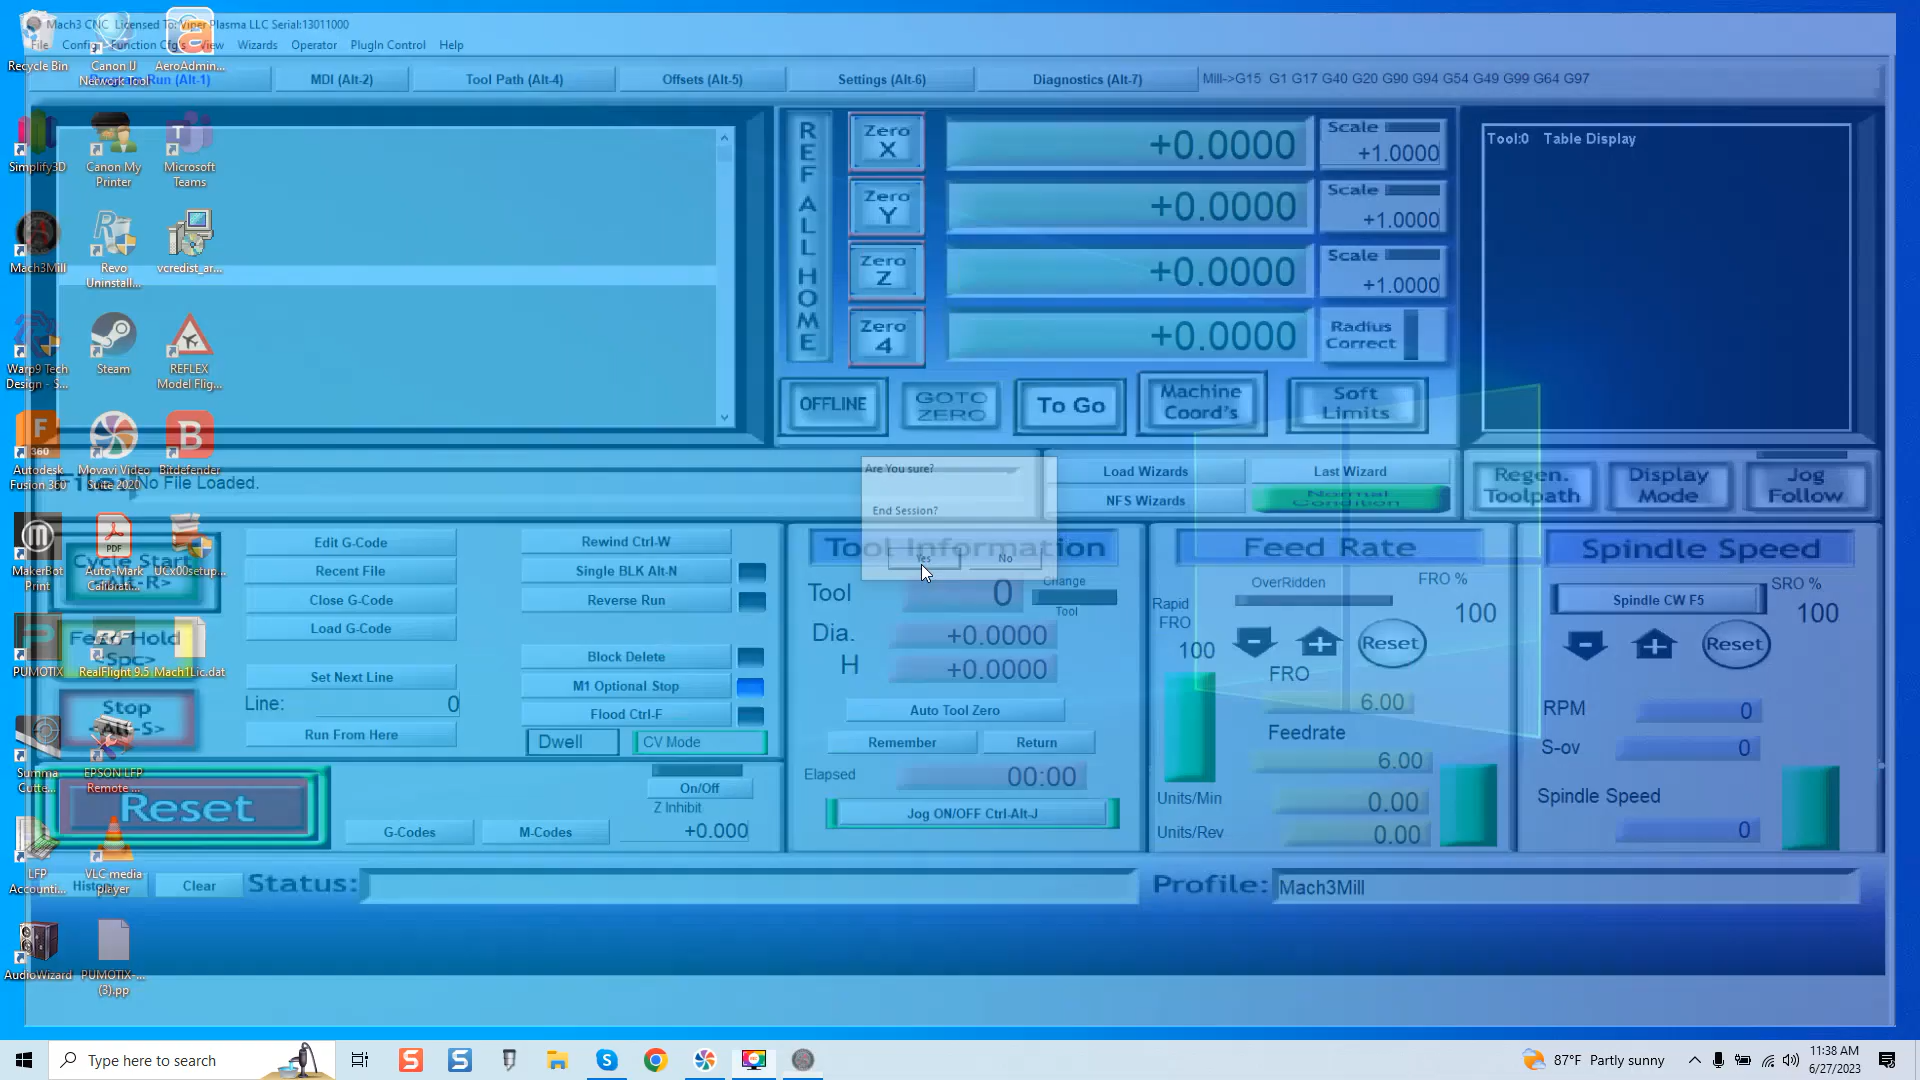 Mach3 CNC Licensed To: Viper Plasma LLC Serial:13011000
File Config Function Cfg's View Wizards Operator PlugIn Control Help
Run (Alt-1) MDI (Alt-2) Tool Path (Alt-4) Offsets (Alt-5) Settings (Alt-6) Diagnostics (Alt-7) Mill->G15 G1 G17 G40 G20 G90 G94 G54 G49 G99 G64 G97
Recycle Bin
Canon IJ
Network Tool
AeroAdmin...
Simplify3D
Canon My
Printer
Microsoft
Teams
Mach3Mill
Revo
Uninstall...
vcredist_ar...
Warp9 Tech
Design - S...
Steam
REFLEX
Model Flig...
Autodesk
Fusion 360
Movavi Video
Suite 2020
Bitdefender
MakerBot
Print
Auto-Mark
Calibrati...
UCx00setup...
PUMOTIX
RealFlight 9.5
Mach1Lic.dat
Summa
Cutte...
EPSON LFP
Remote ...
LFP
Accounti...
VLC media
player
AudioWizard
PUMOTIX-...
(3).pp
REF ALL HOME
Zero
X
+0.0000
Scale
+1.0000
Zero
Y
+0.0000
Scale
+1.0000
Zero
Z
+0.0000
Scale
+1.0000
Zero
4
+0.0000
Radius
Correct
Tool:0 Table Display
OFFLINE
GOTO
ZERO
To Go
Machine
Coord's
Soft
Limits
File: No File Loaded.
Load Wizards
Last Wizard
NFS Wizards
Normal
Condition
Regen.
Toolpath
Display
Mode
Jog
Follow
Are You sure?
End Session?
Yes
No
Cycle Start
<Alt-R>
Feed Hold
<Spc>
Stop
<Alt-S>
Reset
Edit G-Code
Recent File
Close G-Code
Load G-Code
Set Next Line
Line: 0
Run From Here
Rewind Ctrl-W
Single BLK Alt-N
Reverse Run
Block Delete
M1 Optional Stop
Flood Ctrl-F
Dwell
CV Mode
G-Codes
M-Codes
On/Off
Z Inhibit
+0.000
Tool Information
Tool 0
Change
Tool
Dia. +0.0000
H +0.0000
Auto Tool Zero
Remember
Return
Elapsed 00:00
Jog ON/OFF Ctrl-Alt-J
Feed Rate
OverRidden
FRO %
100
Rapid
FRO
100
Reset
FRO
6.00
Feedrate
6.00
Units/Min 0.00
Units/Rev 0.00
Spindle Speed
Spindle CW F5
SRO %
100
Reset
RPM 0
S-ov 0
Spindle Speed
0
History
Clear
Status:
Profile: Mach3Mill
Type here to search
87°F Partly sunny
11:38 AM
6/27/2023